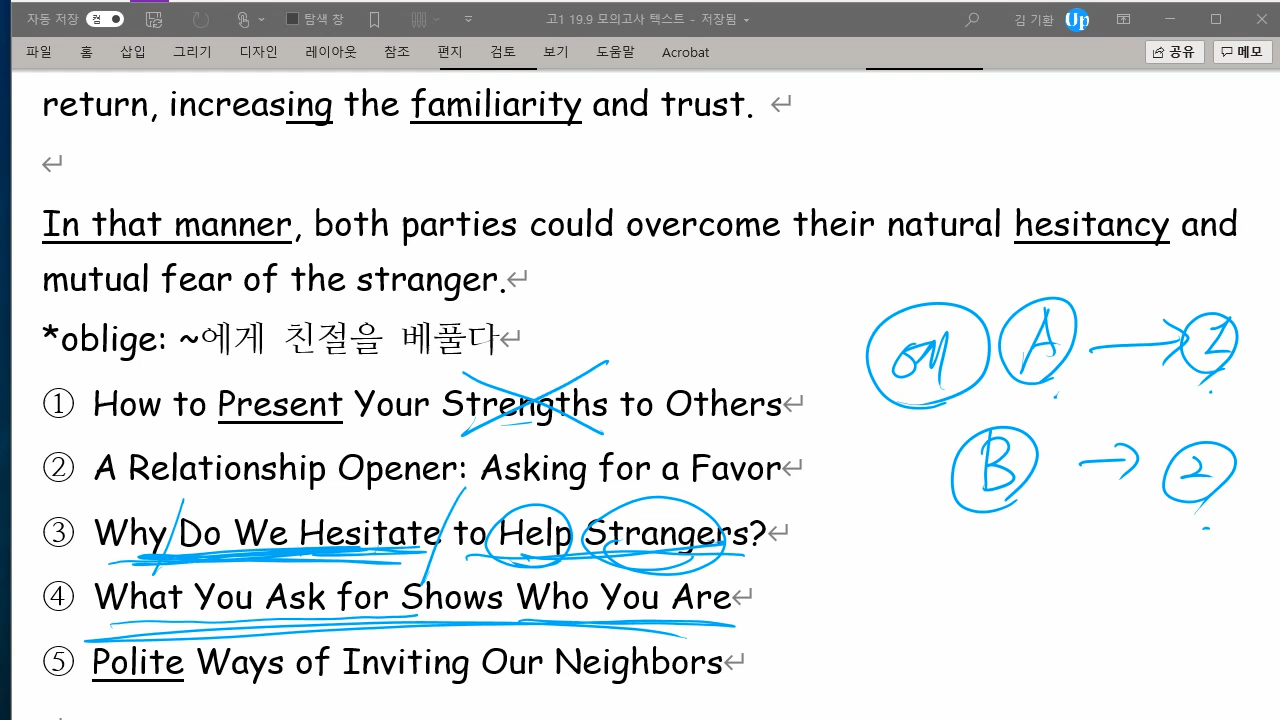 자동 저장 켬 탐색 창 고1 19.9 모의고사 텍스트 – 저장됨 김 기환 Up
파일 홈 삽입 그리기 디자인 레이아웃 참조 편지 검토 보기 도움말 Acrobat 공유 메모
return, increasing the familiarity and trust.
In that manner, both parties could overcome their natural hesitancy and
mutual fear of the stranger.
*oblige: ~에게 친절을 베풀다
① How to Present Your Strengths to Others
② A Relationship Opener: Asking for a Favor
③ Why Do We Hesitate to Help Strangers?
④ What You Ask for Shows Who You Are
⑤ Polite Ways of Inviting Our Neighbors
A → 1
B → 2